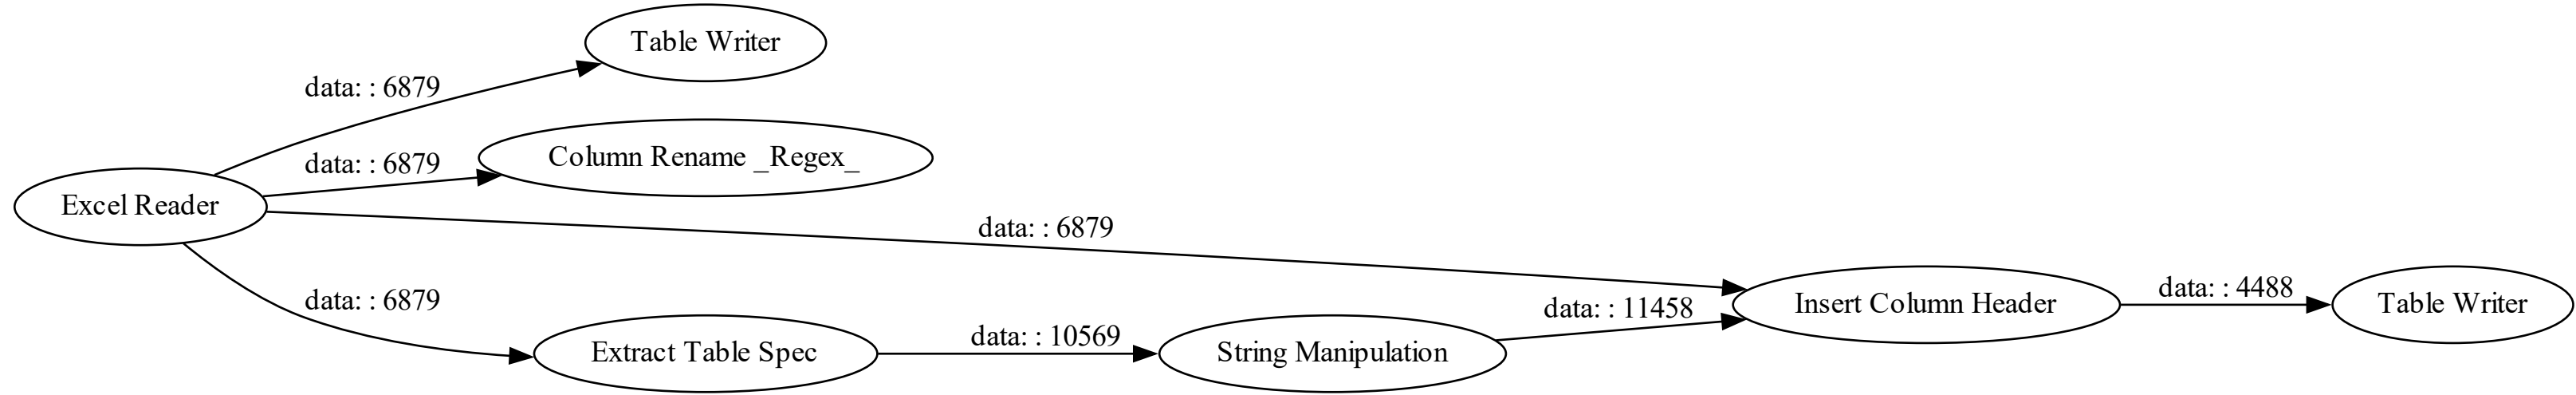 Table Writer
data: : 6879
data: : 6879
Column Rename _Regex_
Excel Reader
data: : 6879
data: : 6879
Extract Table Spec
data: : 10569
String Manipulation
data: : 11458
Insert Column Header
data: : 4488
Table Writer